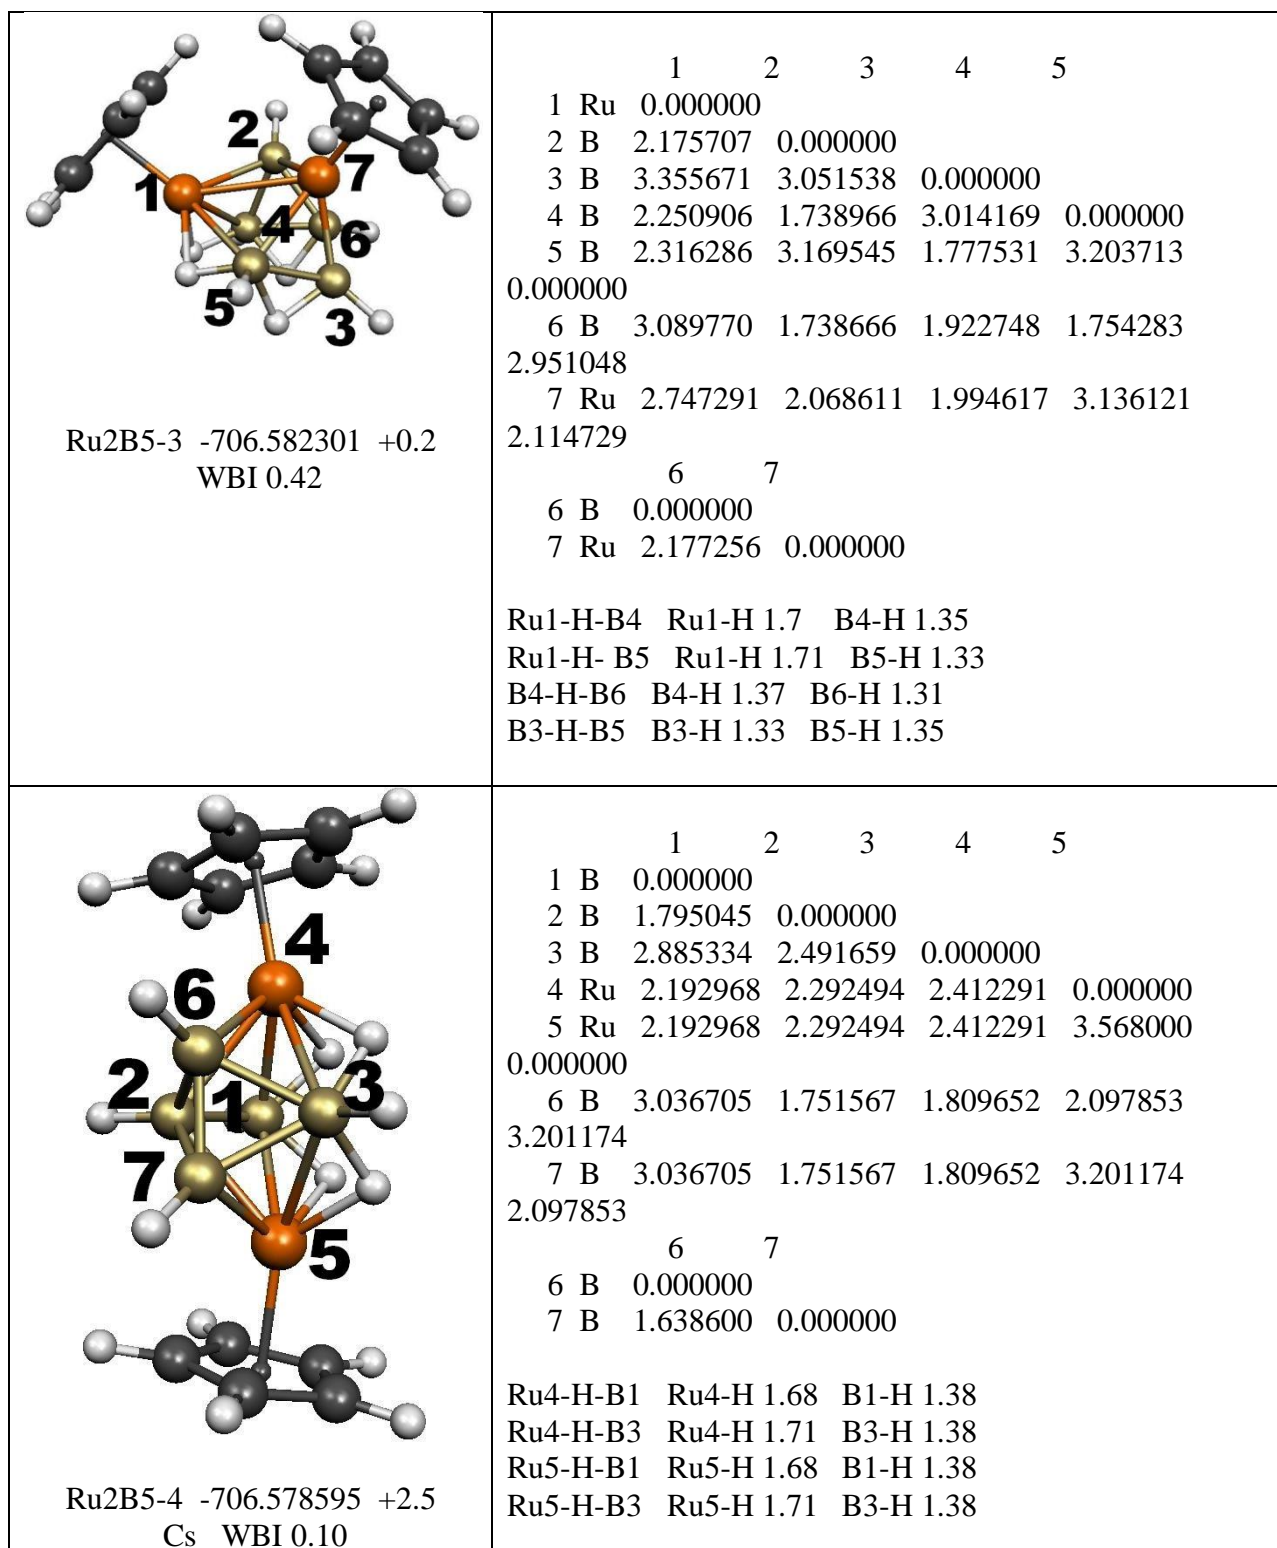 2
7
1
4
6
5
3
Ru2B5-3 -706.582301 +0.2
WBI 0.42
1 2 3 4 5
1 Ru 0.000000
2 B 2.175707 0.000000
3 B 3.355671 3.051538 0.000000
4 B 2.250906 1.738966 3.014169 0.000000
5 B 2.316286 3.169545 1.777531 3.203713
0.000000
6 B 3.089770 1.738666 1.922748 1.754283
2.951048
7 Ru 2.747291 2.068611 1.994617 3.136121
2.114729
6 7
6 B 0.000000
7 Ru 2.177256 0.000000
Ru1-H-B4 Ru1-H 1.7 B4-H 1.35
Ru1-H- B5 Ru1-H 1.71 B5-H 1.33
B4-H-B6 B4-H 1.37 B6-H 1.31
B3-H-B5 B3-H 1.33 B5-H 1.35
4
6
2
1
3
7
5
Ru2B5-4 -706.578595 +2.5
Cs WBI 0.10
1 2 3 4 5
1 B 0.000000
2 B 1.795045 0.000000
3 B 2.885334 2.491659 0.000000
4 Ru 2.192968 2.292494 2.412291 0.000000
5 Ru 2.192968 2.292494 2.412291 3.568000
0.000000
6 B 3.036705 1.751567 1.809652 2.097853
3.201174
7 B 3.036705 1.751567 1.809652 3.201174
2.097853
6 7
6 B 0.000000
7 B 1.638600 0.000000
Ru4-H-B1 Ru4-H 1.68 B1-H 1.38
Ru4-H-B3 Ru4-H 1.71 B3-H 1.38
Ru5-H-B1 Ru5-H 1.68 B1-H 1.38
Ru5-H-B3 Ru5-H 1.71 B3-H 1.38